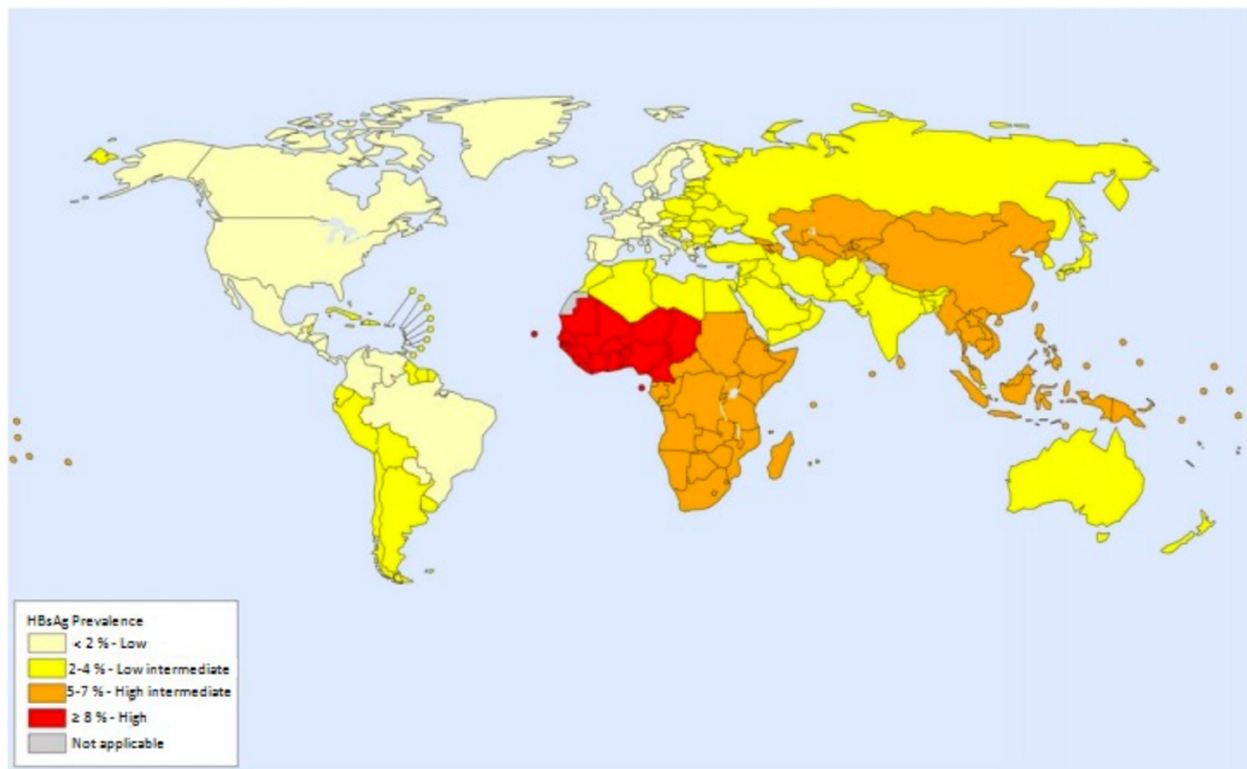 HBsAg Prevalence
< 2 % - Low
2-4 % - Low intermediate
5-7 % - High intermediate
≥ 8 % - High
Not applicable